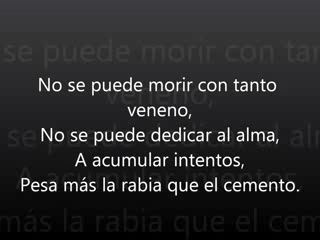 No se puede morir con tanto
veneno,
No se puede dedicar al alma,
A acumular intentos,
Pesa más la rabia que el cemento.